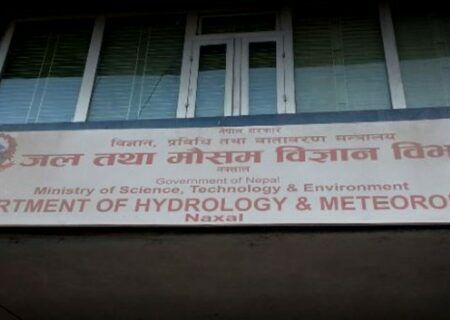 नेपाल सरकार
विज्ञान, प्रविधि तथा वातावरण मन्त्रालय
जल तथा मौसम विज्ञान विभ
नक्साल
Government of Nepal
Ministry of Science, Technology & Environment
RTMENT OF HYDROLOGY & METEOROL
Naxal